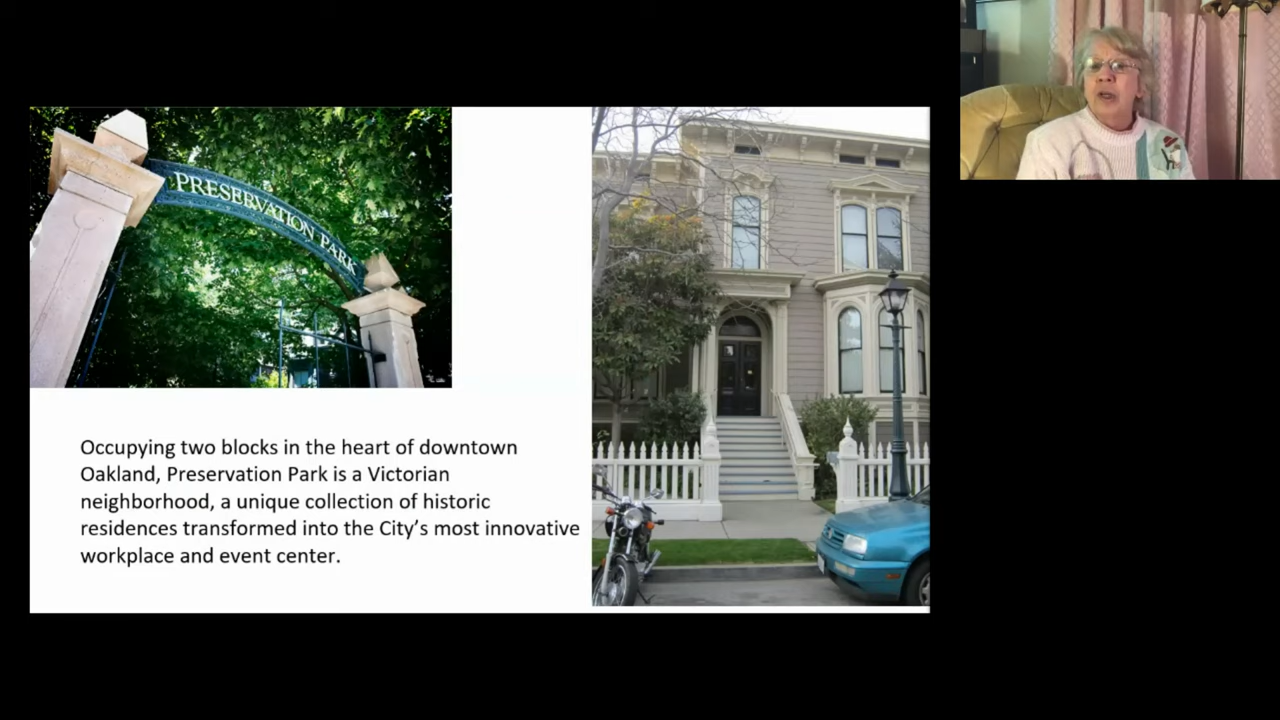 PRESERVATION PARK
Occupying two blocks in the heart of downtown
Oakland, Preservation Park is a Victorian
neighborhood, a unique collection of historic
residences transformed into the City’s most innovative
workplace and event center.